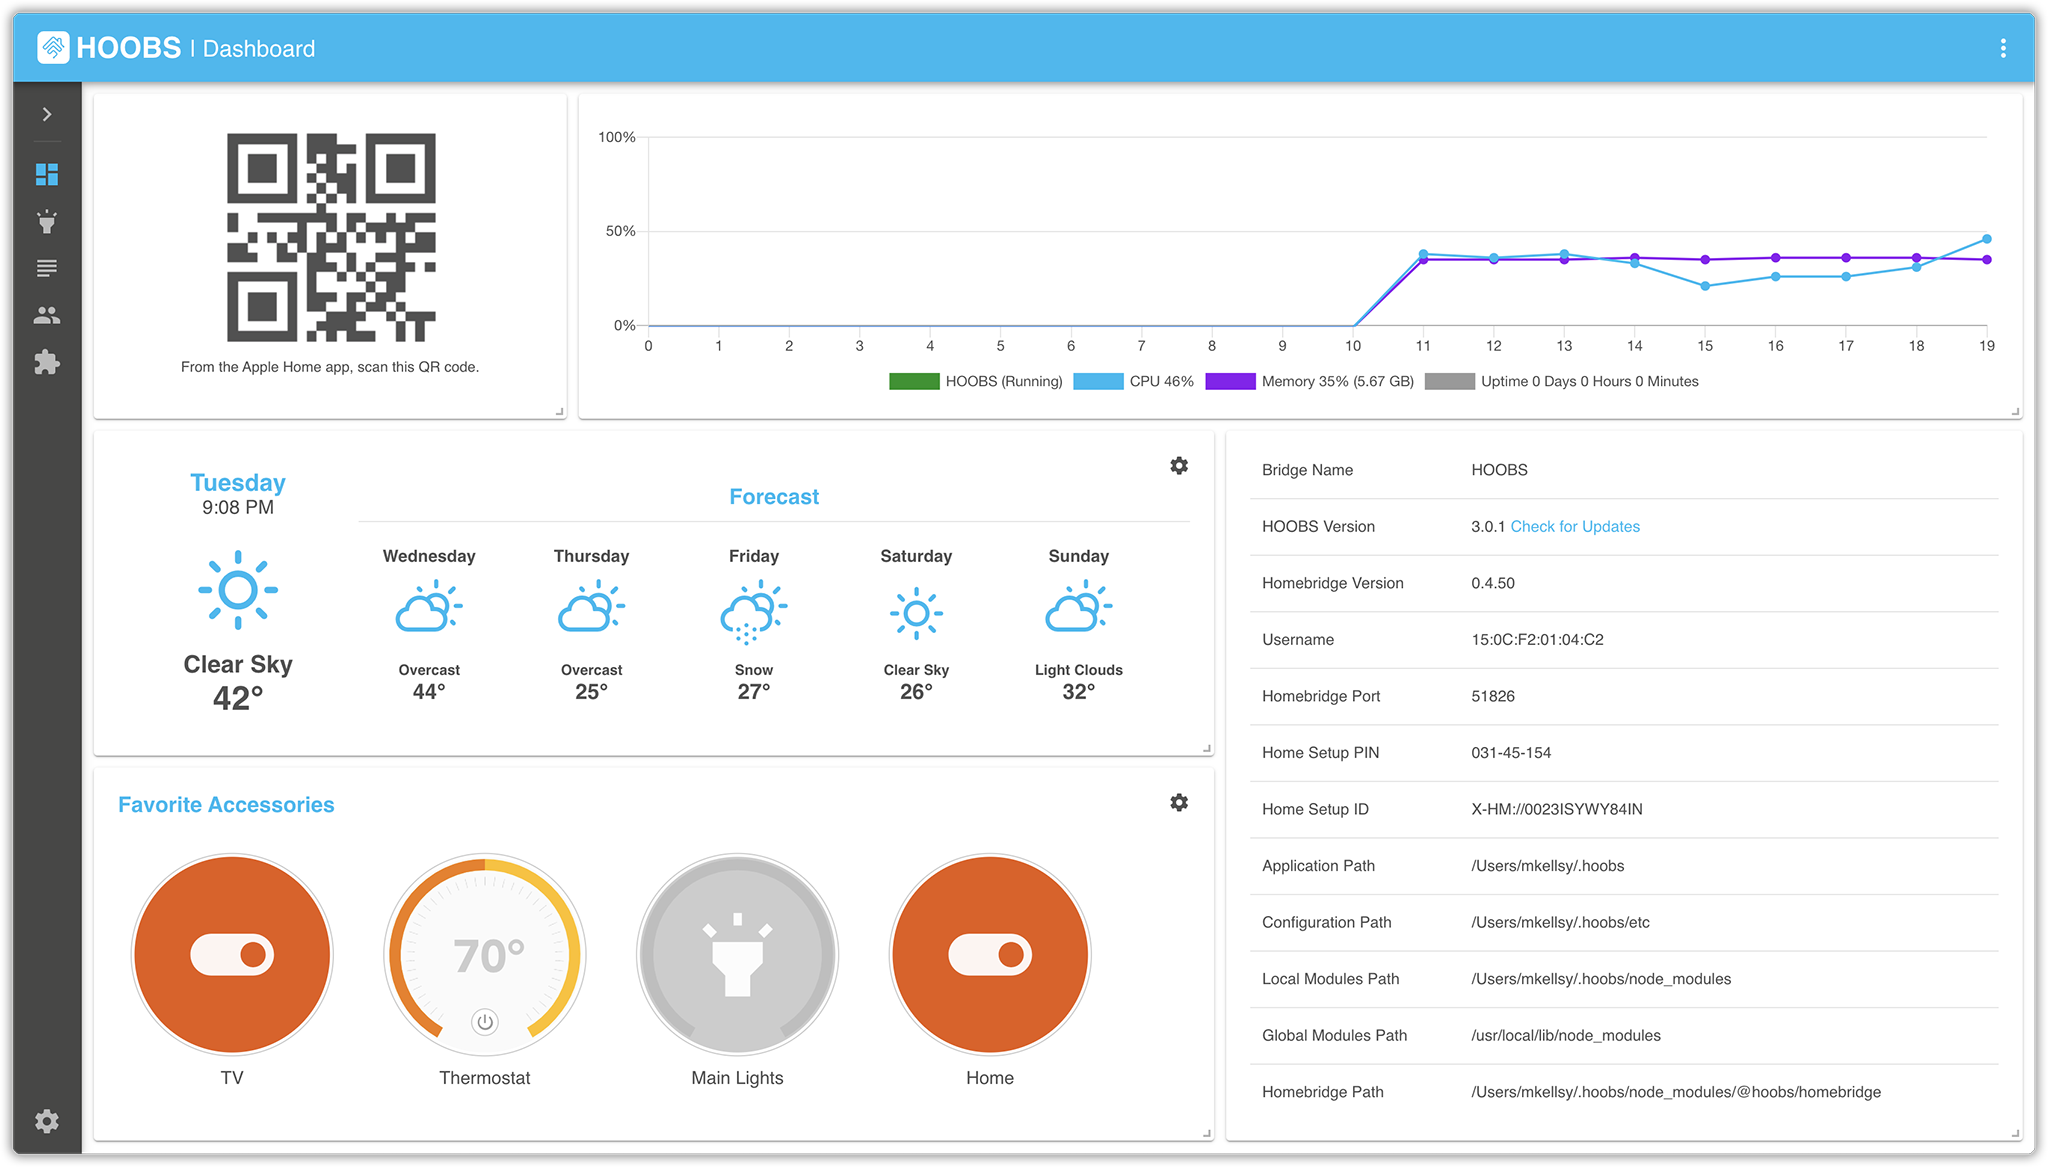 HOOBS | Dashboard
From the Apple Home app, scan this QR code.
100%
50%
0%
0 1 2 3 4 5 6 7 8 9 10 11 12 13 14 15 16 17 18 19
HOOBS (Running) CPU 46% Memory 35% (5.67 GB) Uptime 0 Days 0 Hours 0 Minutes
Tuesday
9:08 PM
Clear Sky
42°
Forecast
Wednesday Thursday Friday Saturday Sunday
Overcast Overcast Snow Clear Sky Light Clouds
44° 25° 27° 26° 32°
Favorite Accessories
70°
TV Thermostat Main Lights Home
Bridge Name HOOBS
HOOBS Version 3.0.1 Check for Updates
Homebridge Version 0.4.50
Username 15:0C:F2:01:04:C2
Homebridge Port 51826
Home Setup PIN 031-45-154
Home Setup ID X-HM://0023ISYWY84IN
Application Path /Users/mkellsy/.hoobs
Configuration Path /Users/mkellsy/.hoobs/etc
Local Modules Path /Users/mkellsy/.hoobs/node_modules
Global Modules Path /usr/local/lib/node_modules
Homebridge Path /Users/mkellsy/.hoobs/node_modules/@hoobs/homebridge